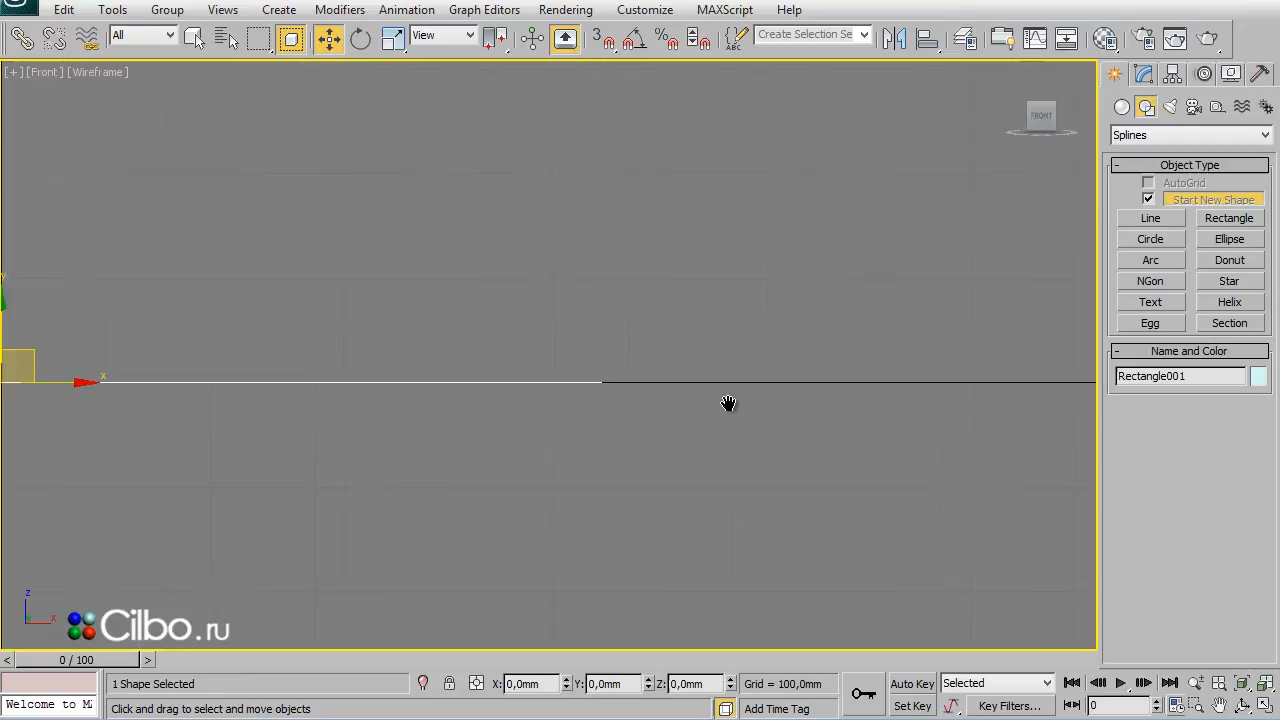 Edit Tools Group Views Create Modifiers Animation Graph Editors Rendering Customize MAXScript Help
All View 3 Create Selection Se
[+] [Front] [Wireframe]
FRONT
Splines
- Object Type
AutoGrid
Start New Shape
Line Rectangle
Circle Ellipse
Arc Donut
NGon Star
Text Helix
Egg Section
- Name and Color
Rectangle001
y
x
z
y x
Cilbo.ru
< 0 / 100 >
1 Shape Selected X: 0,0mm Y: 0,0mm Z: 0,0mm Grid = 100,0mm Auto Key Selected
Welcome to M Click and drag to select and move objects Add Time Tag Set Key Key Filters... 0